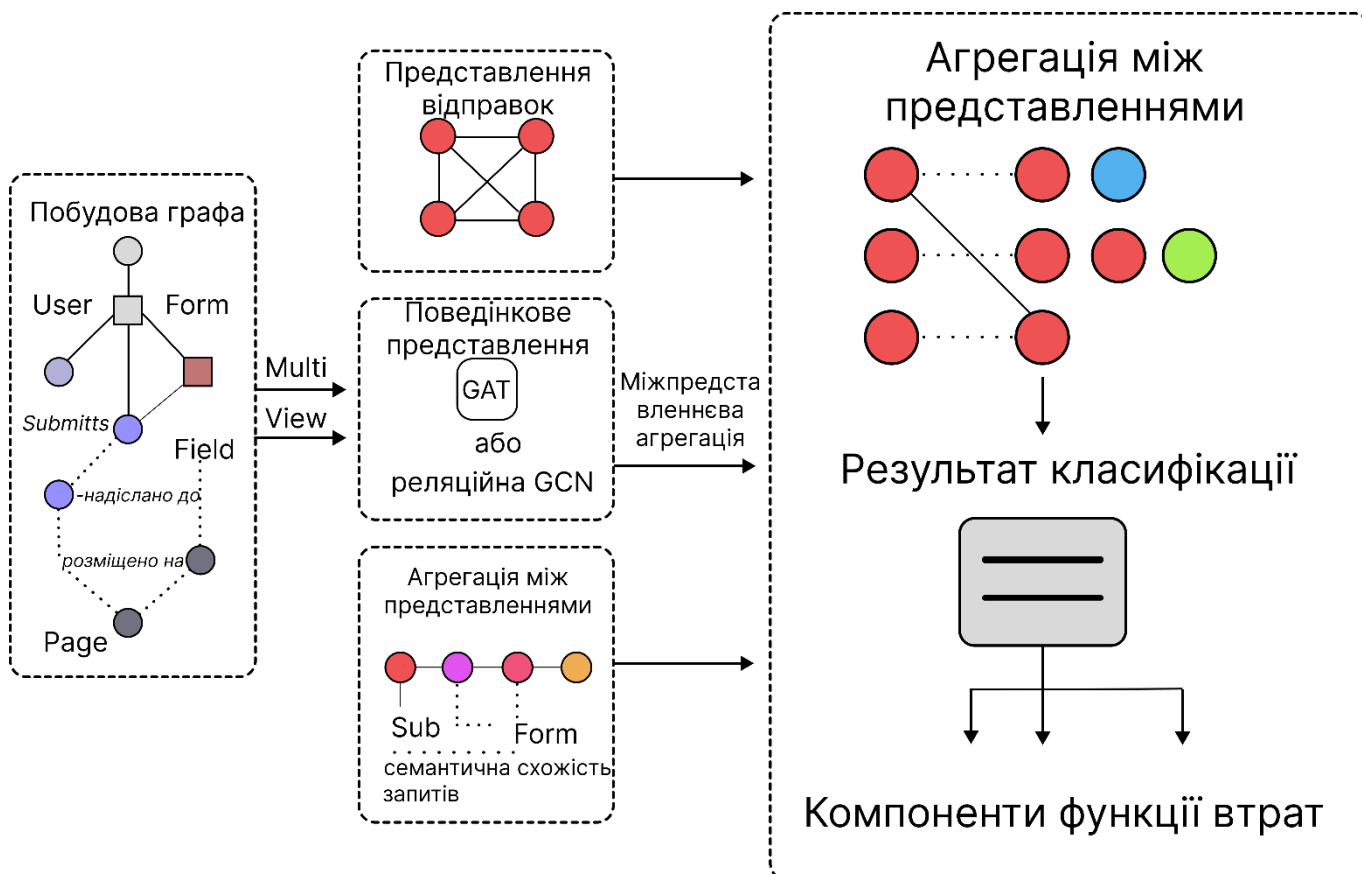 Побудова графа
User
Form
Submitts
Field
-надіслано до
розміщено на
Page
Multi
View
Представлення
відправок
Поведінкове
представлення
GAT
або
реляційна GCN
Агрегація між
представленнями
Sub
Form
семантична схожість
запитів
Міжпредста
вленнєва
агрегація
Агрегація між
представленнями
Результат класифікації
Компоненти функції втрат